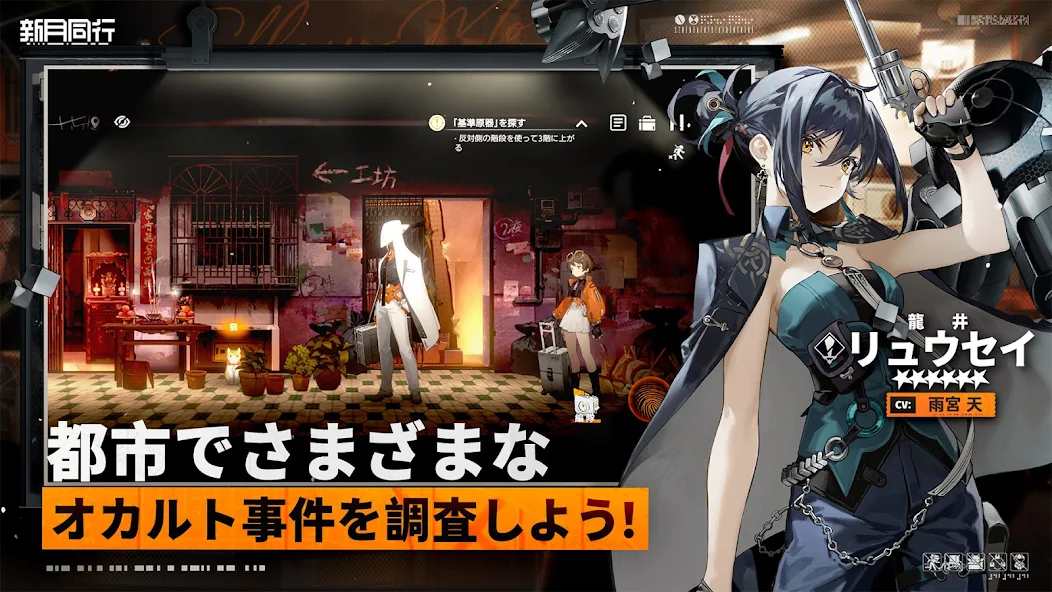 新月同行
「基準原器」を探す
・反対側の階段を使って3階に上が
る
← 工坊
2楼
龍井
リュウセイ
★★★★★★
CV: 雨宮 天
都市でさまざまな
オカルト事件を調査しよう!